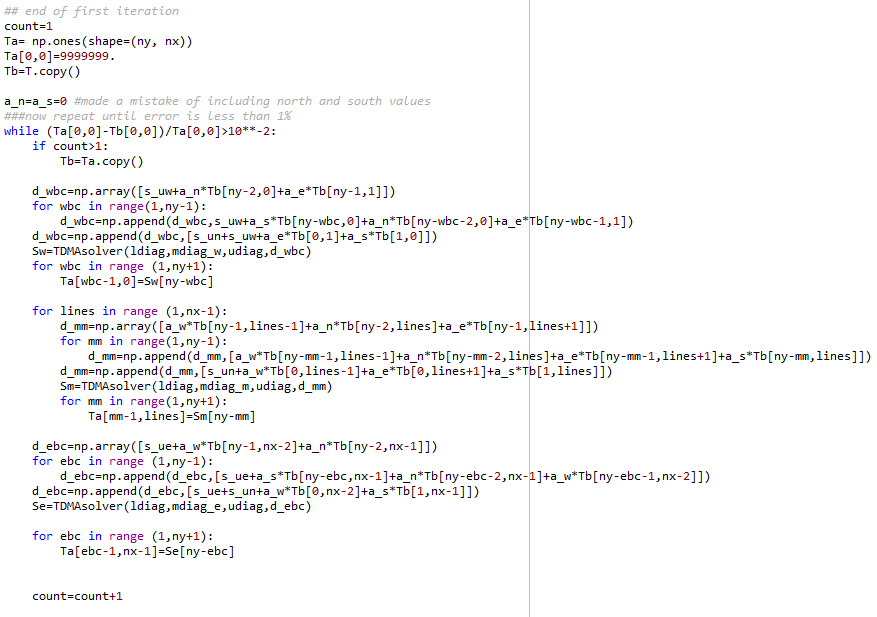 ## end of first iteration
count=1
Ta= np.ones(shape=(ny, nx))
Ta[0,0]=9999999.
Tb=T.copy()
a_n=a_s=0 #made a mistake of including north and south values
###now repeat until error is less than 1%
while (Ta[0,0]-Tb[0,0])/Ta[0,0]>10**-2:
    if count>1:
        Tb=Ta.copy()
    d_wbc=np.array([s_uw+a_n*Tb[ny-2,0]+a_e*Tb[ny-1,1]])
    for wbc in range(1,ny-1):
        d_wbc=np.append(d_wbc,s_uw+a_s*Tb[ny-wbc,0]+a_n*Tb[ny-wbc-2,0]+a_e*Tb[ny-wbc-1,1])
    d_wbc=np.append(d_wbc,[s_un+s_uw+a_e*Tb[0,1]+a_s*Tb[1,0]])
    Sw=TDMAsolver(ldiag,mdiag_w,udiag,d_wbc)
    for wbc in range (1,ny+1):
        Ta[wbc-1,0]=Sw[ny-wbc]
    for lines in range (1,nx-1):
        d_mm=np.array([a_w*Tb[ny-1,lines-1]+a_n*Tb[ny-2,lines]+a_e*Tb[ny-1,lines+1]])
        for mm in range(1,ny-1):
            d_mm=np.append(d_mm,[a_w*Tb[ny-mm-1,lines-1]+a_n*Tb[ny-mm-2,lines]+a_e*Tb[ny-mm-1,lines+1]+a_s*Tb[ny-mm,lines]])
        d_mm=np.append(d_mm,[s_un+a_w*Tb[0,lines-1]+a_e*Tb[0,lines+1]+a_s*Tb[1,lines]])
        Sm=TDMAsolver(ldiag,mdiag_m,udiag,d_mm)
        for mm in range(1,ny+1):
            Ta[mm-1,lines]=Sm[ny-mm]
    d_ebc=np.array([s_ue+a_w*Tb[ny-1,nx-2]+a_n*Tb[ny-2,nx-1]])
    for ebc in range (1,ny-1):
        d_ebc=np.append(d_ebc,[s_ue+a_s*Tb[ny-ebc,nx-1]+a_n*Tb[ny-ebc-2,nx-1]+a_w*Tb[ny-ebc-1,nx-2]])
    d_ebc=np.append(d_ebc,[s_ue+s_un+a_w*Tb[0,nx-2]+a_s*Tb[1,nx-1]])
    Se=TDMAsolver(ldiag,mdiag_e,udiag,d_ebc)
    for ebc in range (1,ny+1):
        Ta[ebc-1,nx-1]=Se[ny-ebc]
    count=count+1